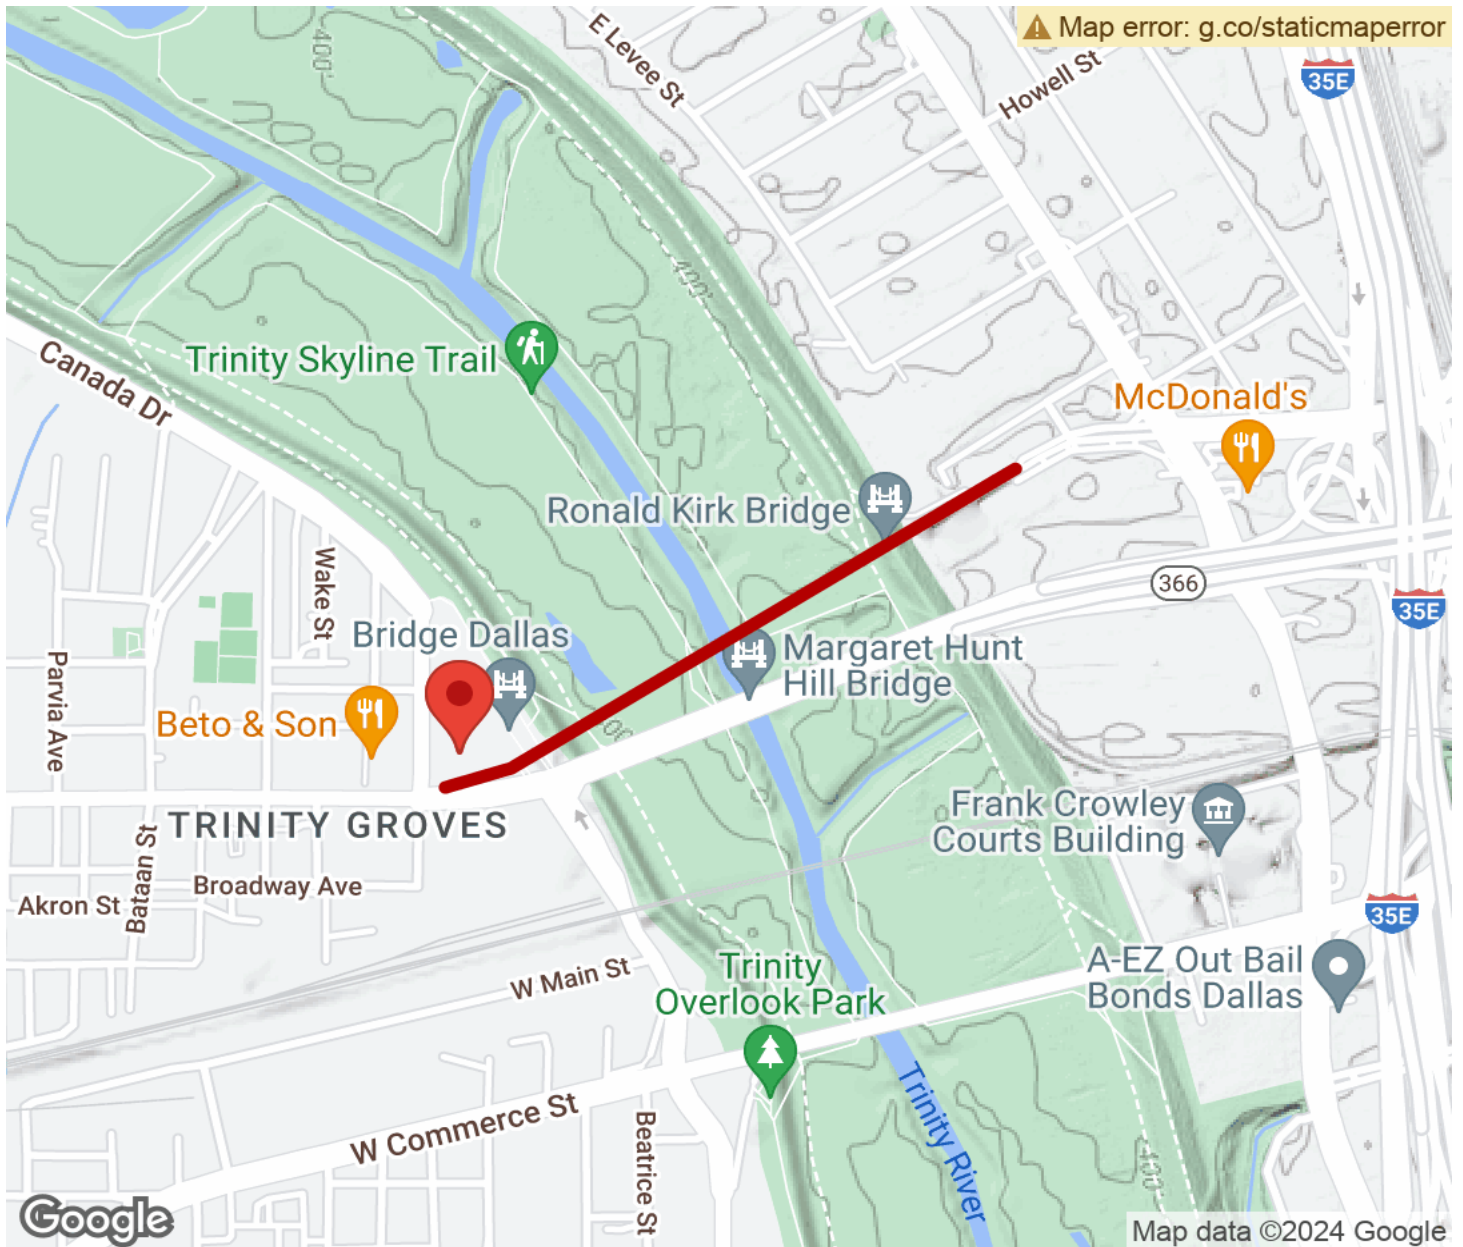 Map error: g.co/staticmaperror
400'
E Levee St
Howell St
35E
400'
Trinity Skyline Trail
Canada Dr
McDonald's
Ronald Kirk Bridge
366
35E
Wake St
Bridge Dallas
Margaret Hunt
Hill Bridge
Parvia Ave
Beto & Son
TRINITY GROVES
Frank Crowley
Courts Building
Bataan St
Broadway Ave
Akron St
35E
W Main St
Trinity
Overlook Park
A-EZ Out Bail
Bonds Dallas
W Commerce St
Trinity River
Beatrice St
400'
Google
Map data ©2024 Google